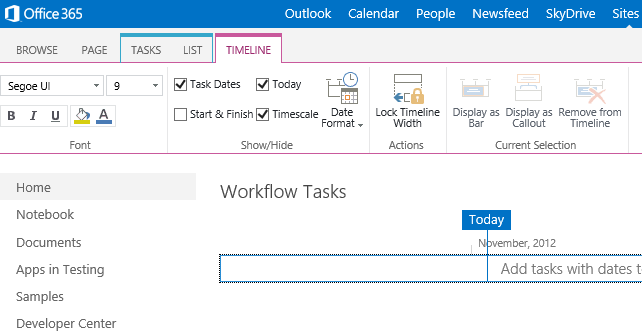 Office 365 Outlook Calendar People Newsfeed SkyDrive Sites
BROWSE PAGE TASKS LIST TIMELINE
Segoe UI 9
Task Dates Today
Start & Finish Timescale
Date Format
Lock Timeline Width
Display as Bar
Display as Callout
Remove from Timeline
B I U A
Font Show/Hide Actions Current Selection
Home
Notebook
Documents
Apps in Testing
Samples
Developer Center
Workflow Tasks
Today
November, 2012
Add tasks with dates t